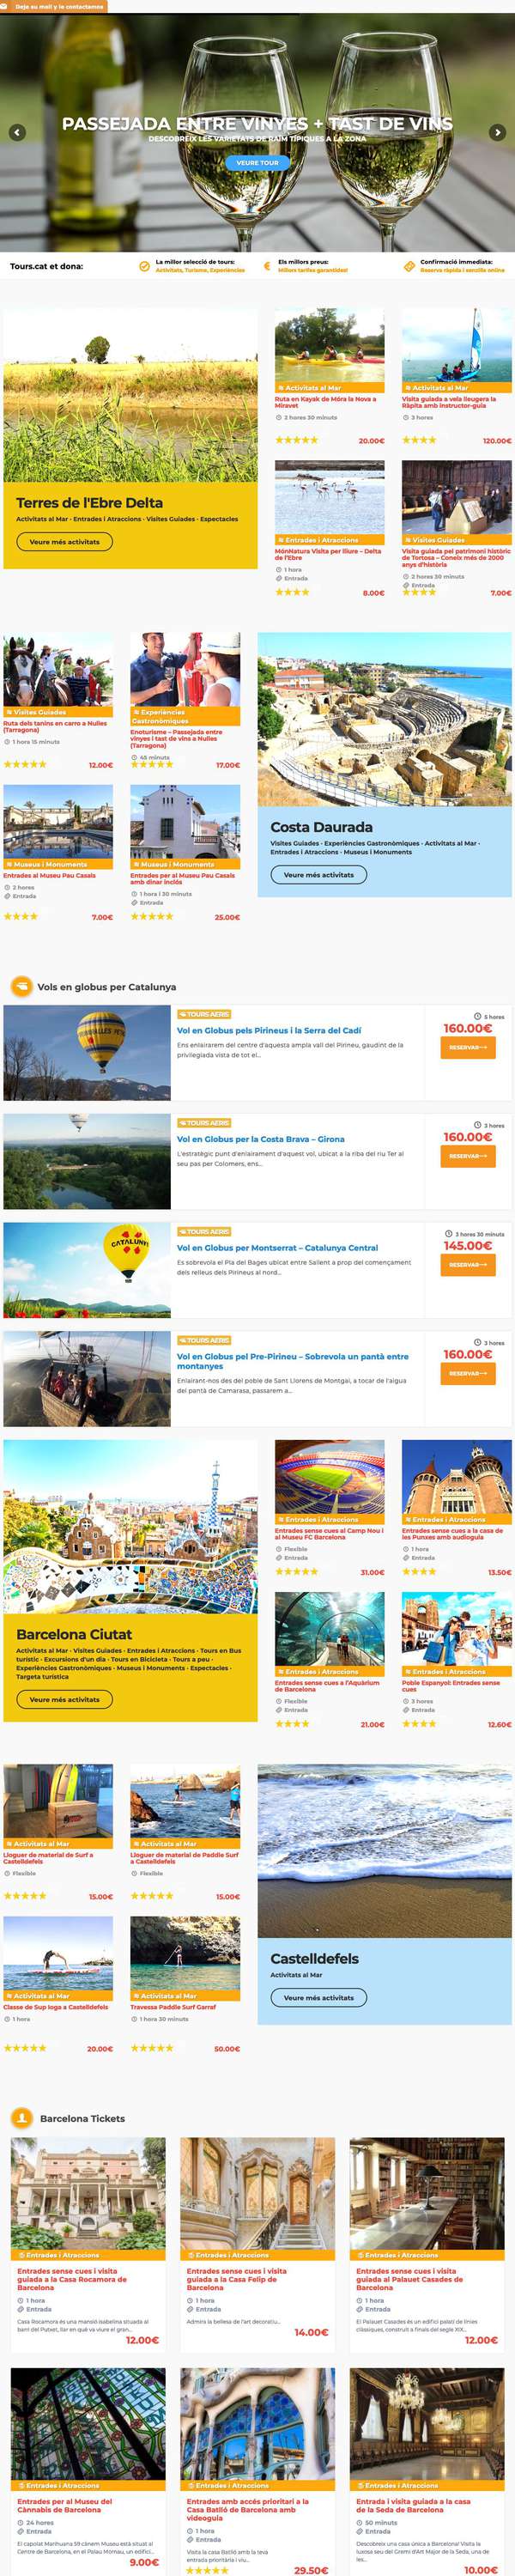 Deje su mail y le contactamos
PASSEJADA ENTRE VINYES + TAST DE VINS
DESCOBREIX LES VARIETATS DE RAÏM TÍPIQUES A LA ZONA
VEURE TOUR
Tours.cat et dona:
La millor selecció de tours:
Activitats, Turisme, Experiències
Els millors preus:
Millors tarifes garantides!
Confirmació immediata:
Reserva ràpida i senzilla online
Terres de l'Ebre Delta
Activitats al Mar - Entrades i Atraccions - Visites Guiades - Espectacles
Veure més activitats
Activitats al Mar
Ruta en Kayak de Móra la Nova a
Miravet
2 hores 30 minuts
20.00€
Activitats al Mar
Visita guiada a vela lleugera la
Ràpita amb instructor-guia
3 hores
120.00€
Entrades i Atraccions
MónNatura Visita per lliure – Delta
de l'Ebre
1 hora
Entrada
8.00€
Visites Guiades
Visita guiada pel patrimoni històric
de Tortosa – Coneix més de 2000
anys d'història
2 hores 30 minuts
Entrada
7.00€
Visites Guiades
Ruta dels tanins en carro a Nulles
(Tarragona)
1 hora 15 minuts
12.00€
Experiències
Gastronòmiques
Enoturisme – Passejada entre
vinyes i tast de vins a Nulles
(Tarragona)
45 minuts
17.00€
Museus i Monuments
Entrades al Museu Pau Casals
2 hores
Entrada
7.00€
Museus i Monuments
Entrades per al Museu Pau Casals
amb dinar inclòs
1 hora i 30 minuts
Entrada
25.00€
Costa Daurada
Visites Guiades - Experiències Gastronòmiques - Activitats al Mar -
Entrades i Atraccions - Museus i Monuments
Veure més activitats
Vols en globus per Catalunya
TOURS AERIS
Vol en Globus pels Pirineus i la Serra del Cadí
Ens enlairarem del centre d'aquesta amplia vall del Pirineu, gaudint de la
privilegiada vista de tot el...
5 hores
160.00€
RESERVAR
TOURS AERIS
Vol en Globus per la Costa Brava – Girona
L'estratègic punt d'enlairament d'aquest vol, ubicat a la riba del riu Ter al
seu pas per Colomers, ens...
3 hores
160.00€
RESERVAR
CATALUNY
TOURS AERIS
Vol en Globus per Montserrat – Catalunya Central
Es sobrevola el Pla del Bages ubicat entre Sallent a prop del començament
dels relleus dels Pirineus al nord...
3 hores 30 minuts
145.00€
RESERVAR
TOURS AERIS
Vol en Globus pel Pre-Pirineu – Sobrevola un pantà entre
montanyes
Enlairant-nos des del poble de Sant Llorens de Montgai, a tocar de l'aigua
del pantà de Camarasa, passarem a...
3 hores
160.00€
RESERVAR
Barcelona Ciutat
Activitats al Mar - Visites Guiades - Entrades i Atraccions - Tours en Bus
turístic - Excursions d'un dia - Tours en Bicicleta - Tours a peu -
Experiències Gastronòmiques - Museus i Monuments - Espectacles -
Targeta turística
Veure més activitats
Entrades i Atraccions
Entrades sense cues al Camp Nou i
al Museu FC Barcelona
Flexible
Entrada
31.00€
Entrades i Atraccions
Entrades sense cues a la casa de
les Punxes amb audioguia
1 hora
Entrada
13.50€
Entrades i Atraccions
Entrades sense cues a l'Aquàrium
de Barcelona
Flexible
Entrada
21.00€
Entrades i Atraccions
Poble Espanyol: Entrades sense
cues
3 hores
Entrada
12.60€
Activitats al Mar
Lloguer de material de Surf a
Castelldefels
Flexible
15.00€
Activitats al Mar
Lloguer de material de Paddle Surf
a Castelldefels
Flexible
15.00€
Activitats al Mar
Classe de Sup Ioga a Castelldefels
1 hora
20.00€
Activitats al Mar
Travessa Paddle Surf Garraf
1 hora 30 minuts
50.00€
Castelldefels
Activitats al Mar
Veure més activitats
Barcelona Tickets
Entrades i Atraccions
Entrades sense cues i visita
guiada a la Casa Rocamora de
Barcelona
1 hora
Entrada
Casa Rocamora és una mansió isabelina situada al
barri del Putxet, llar en què va viure el gran...
12.00€
Entrades i Atraccions
Entrades sense cues i visita
guiada a la Casa Felip de
Barcelona
1 hora
Entrada
Admira la bellesa de l'art decoratiu...
14.00€
Entrades i Atraccions
Entrades sense cues i visita
guiada al Palauet Casades de
Barcelona
1 hora
Entrada
El Palauet Casades és un edifici palatí de línies
clàssiques, construït a finals del segle XIX...
12.00€
Entrades i Atraccions
Entrades per al Museu del
Cànnabis de Barcelona
24 hores
Entrada
El capolat Marihuana 59 cànem Museu està situat al
Centre de Barcelona, en el Palau Mornau, un edifici...
9.00€
Entrades i Atraccions
Entrades amb accés prioritari a la
Casa Batlló de Barcelona amb
videoguia
1 hora
Entrada
Visita la casa Batlló amb la teva
entrada prioritària i viu...
29.50€
Entrades i Atraccions
Entrada i visita guiada a la casa
de la Seda de Barcelona
50 minuts
Entrada
Descobreix una casa única a Barcelona! Visita la
luxosa seu del Gremi d'Art Major de la Seda, una de
les...
10.00€